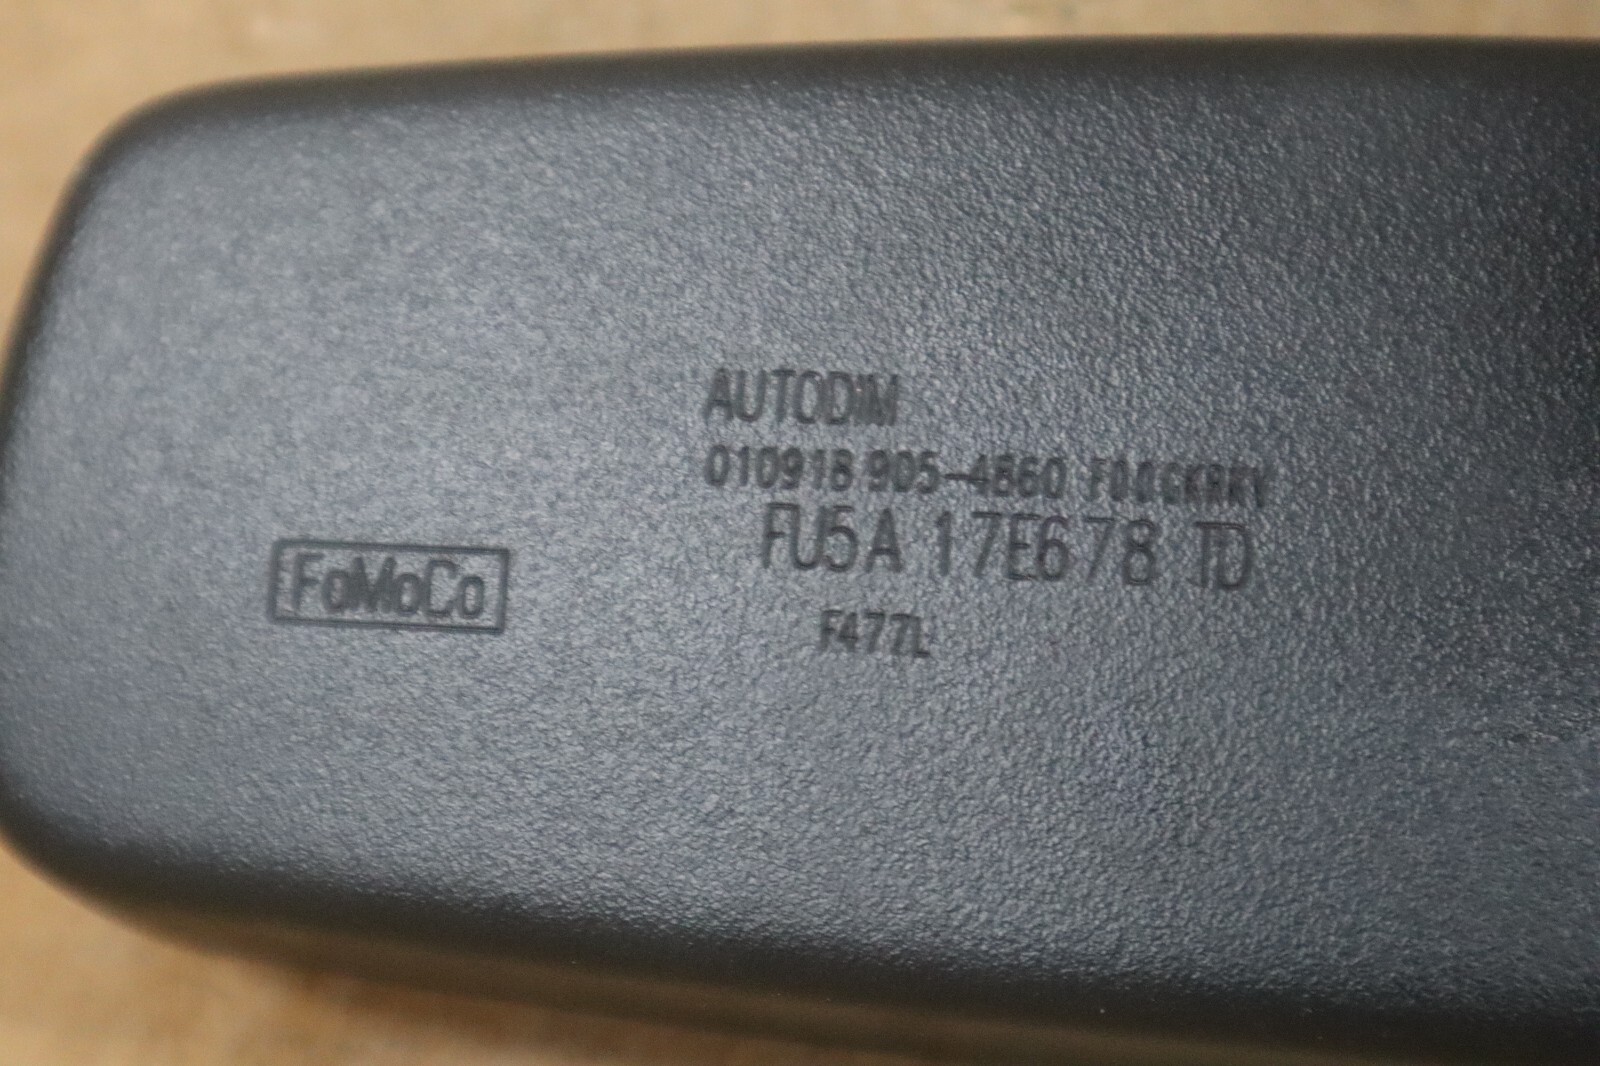 AUTODIM
010918 905-4860
FU5A 17E678 TD
FoMoCo
F477L